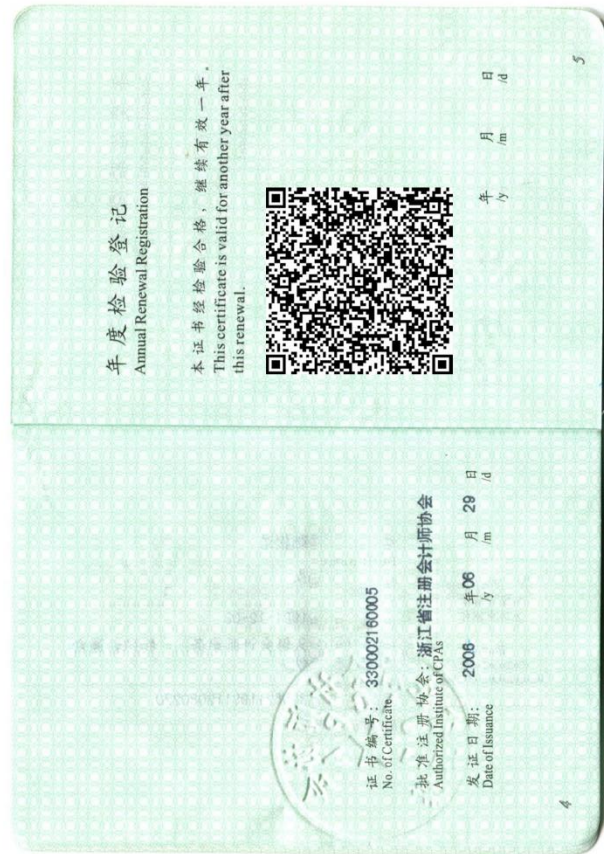 证书编号： 330002160005
No. of Certificate
批准注册协会： 浙江省注册会计师协会
Authorized Institute of CPAs
发证日期： 2006 年 06 月 29 日
Date of Issuance /y /m /d
4
年度检验登记
Annual Renewal Registration
本证书经检验合格，继续有效一年。
This certificate is valid for another year after
this renewal.
年 月 日
/y /m /d
5